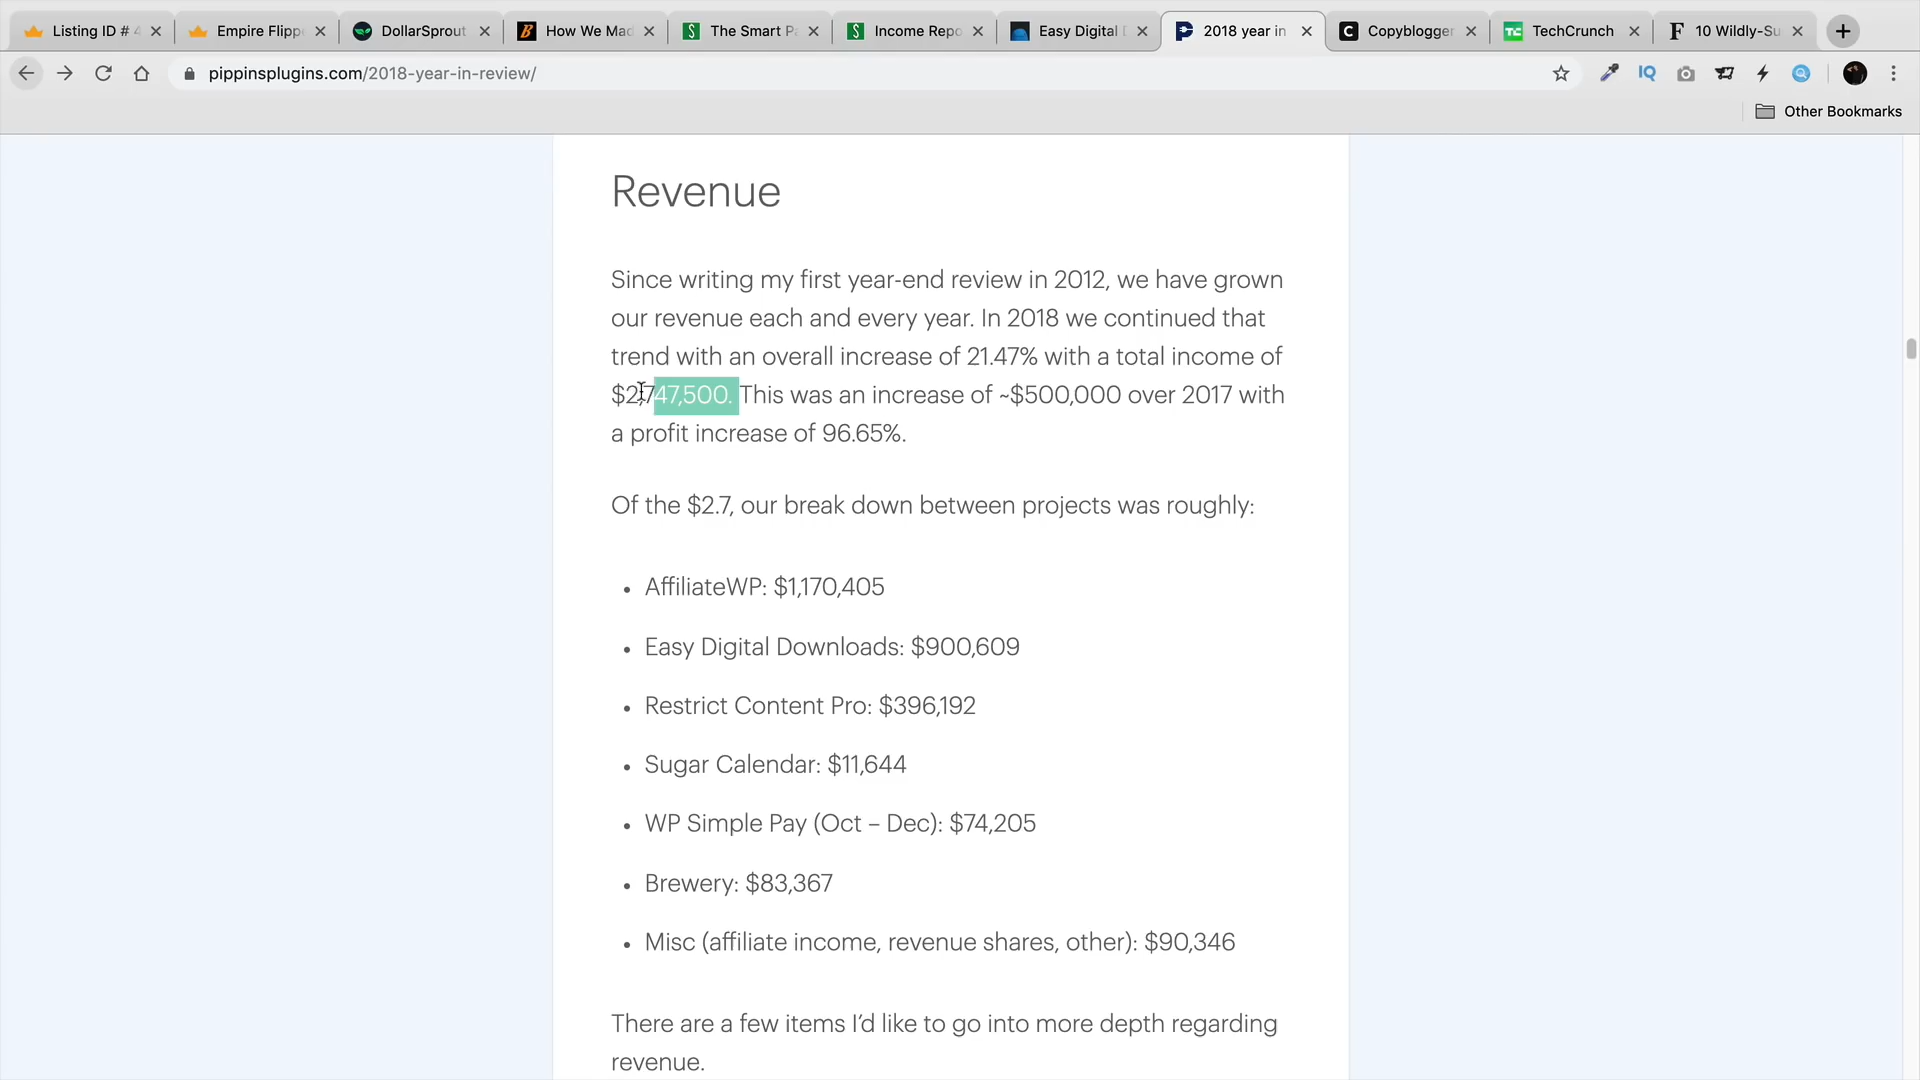 Listing ID # 4
Empire Flipp
DollarSprout
How We Mad
The Smart Pa
Income Repo
Easy Digital D
2018 year in
Copyblogger
TechCrunch
10 Wildly-Su
pippinsplugins.com/2018-year-in-review/
IQ
Other Bookmarks
Revenue
Since writing my first year-end review in 2012, we have grown
our revenue each and every year. In 2018 we continued that
trend with an overall increase of 21.47% with a total income of
$2,747,500. This was an increase of ~$500,000 over 2017 with
a profit increase of 96.65%.
Of the $2.7, our break down between projects was roughly:
• AffiliateWP: $1,170,405
• Easy Digital Downloads: $900,609
• Restrict Content Pro: $396,192
• Sugar Calendar: $11,644
• WP Simple Pay (Oct – Dec): $74,205
• Brewery: $83,367
• Misc (affiliate income, revenue shares, other): $90,346
There are a few items I’d like to go into more depth regarding
revenue.